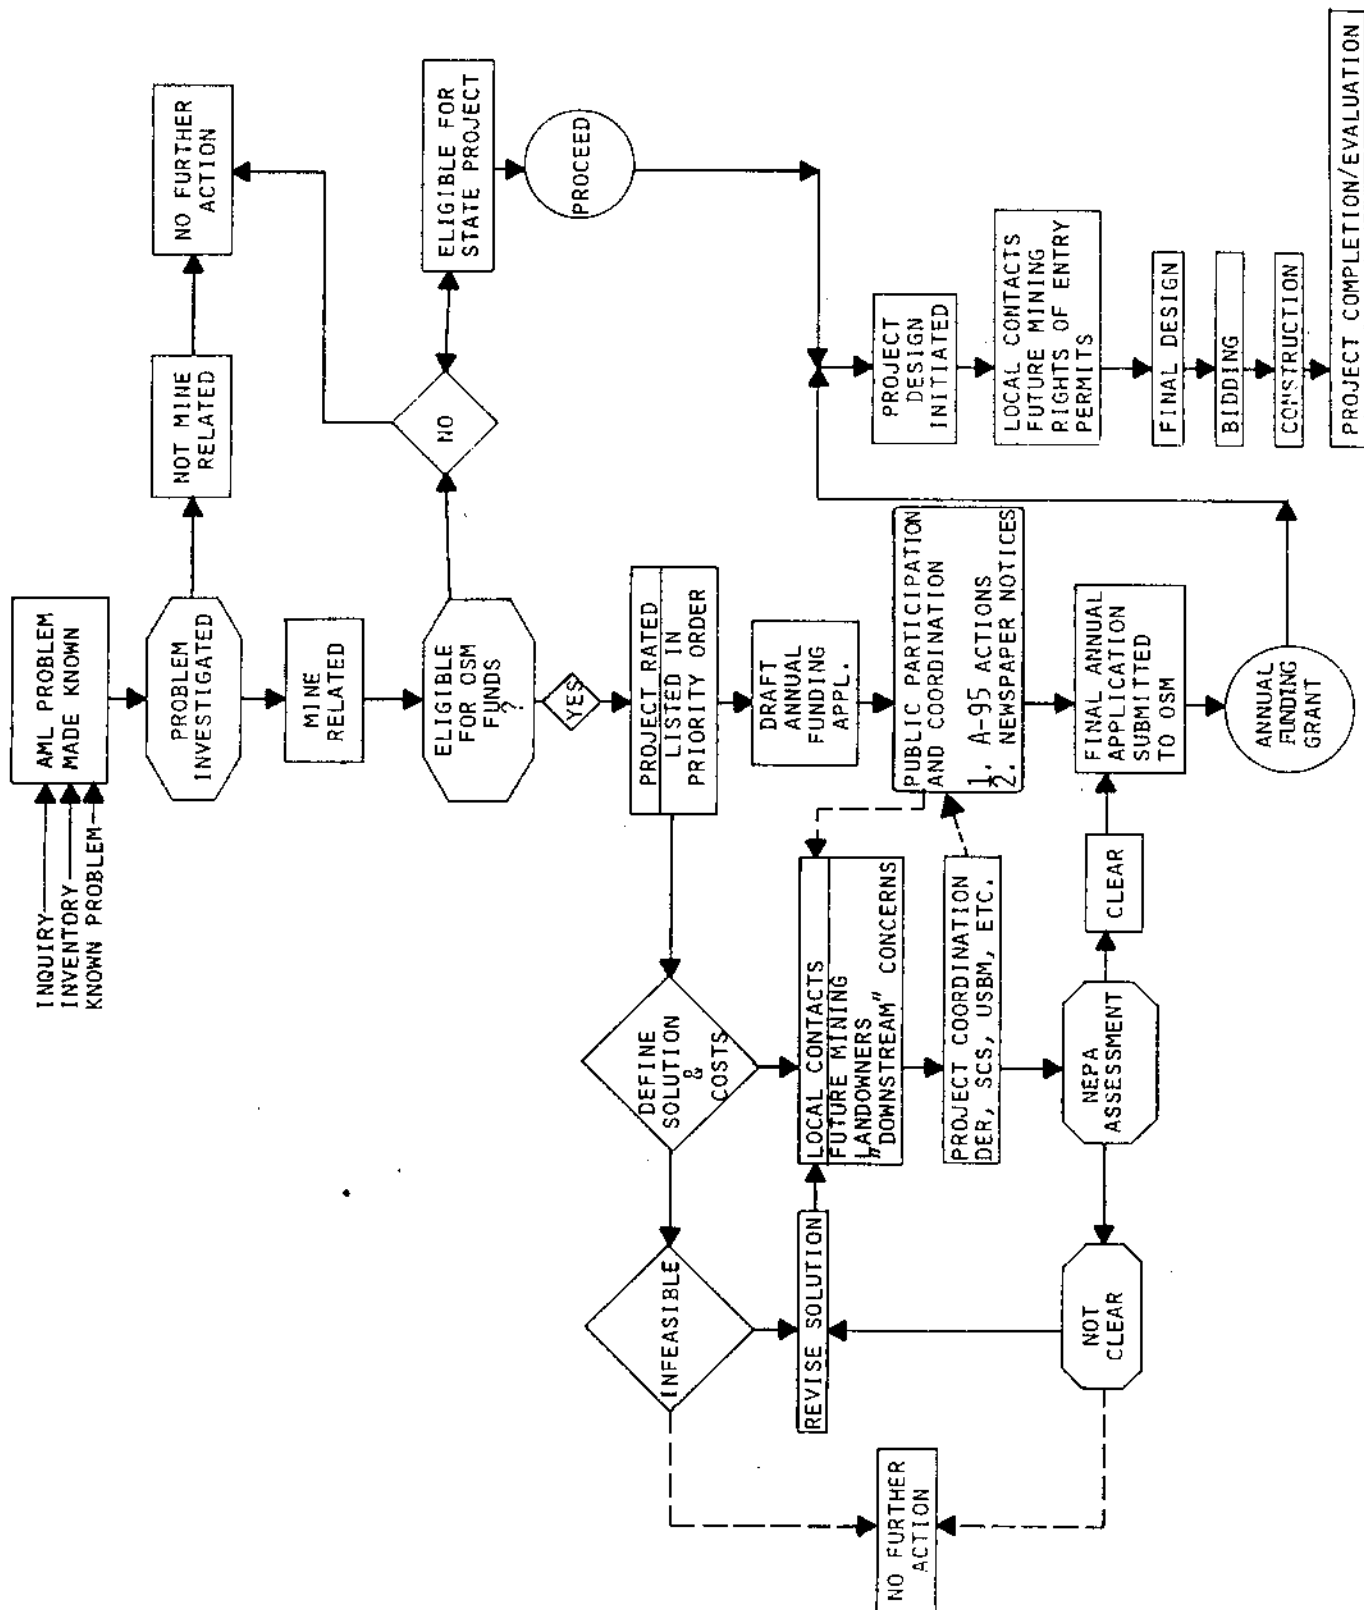 INQUIRY
INVENTORY
KNOWN PROBLEM
AML PROBLEM
MADE KNOWN
PROBLEM
INVESTIGATED
NOT MINE
RELATED
NO FURTHER
ACTION
MINE
RELATED
ELIGIBLE
FOR OSM
FUNDS
?
NO
ELIGIBLE FOR
STATE PROJECT
PROCEED
YES
PROJECT RATED
LISTED IN
PRIORITY ORDER
DEFINE
SOLUTION
&
COSTS
INFEASIBLE
DRAFT
ANNUAL
FUNDING
APPL.
REVISE SOLUTION
LOCAL CONTACTS
FUTURE MINING
LANDOWNERS
"DOWNSTREAM" CONCERNS
PUBLIC PARTICIPATION
AND COORDINATION
1. A-95 ACTIONS
2. NEWSPAPER NOTICES
PROJECT COORDINATION
DER, SCS, USBM, ETC.
NEPA
ASSESSMENT
CLEAR
NOT
CLEAR
NO FURTHER
ACTION
FINAL ANNUAL
APPLICATION
SUBMITTED
TO OSM
ANNUAL
FUNDING
GRANT
PROJECT
DESIGN
INITIATED
LOCAL CONTACTS
FUTURE MINING
RIGHTS OF ENTRY
PERMITS
FINAL DESIGN
BIDDING
CONSTRUCTION
PROJECT COMPLETION/EVALUATION